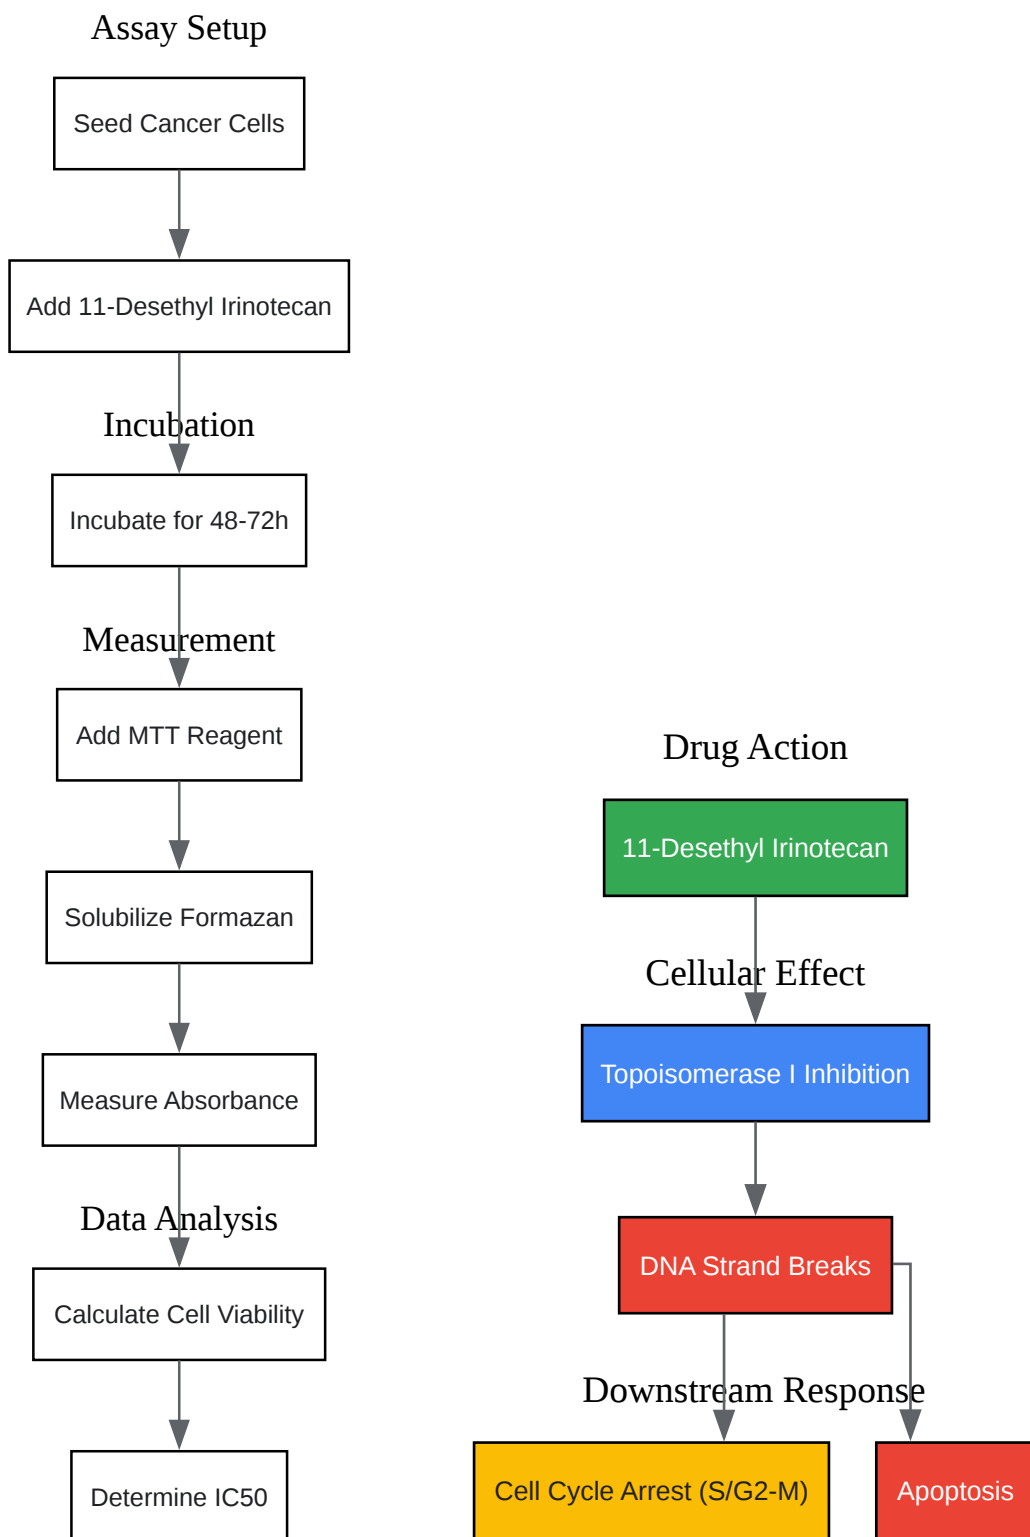 Assay Setup
Seed Cancer Cells
Add 11-Desethyl Irinotecan
Incubation
Incubate for 48-72h
Measurement
Add MTT Reagent
Solubilize Formazan
Measure Absorbance
Data Analysis
Calculate Cell Viability
Determine IC50
Drug Action
11-Desethyl Irinotecan
Cellular Effect
Topoisomerase I Inhibition
DNA Strand Breaks
Downstream Response
Cell Cycle Arrest (S/G2-M)
Apoptosis